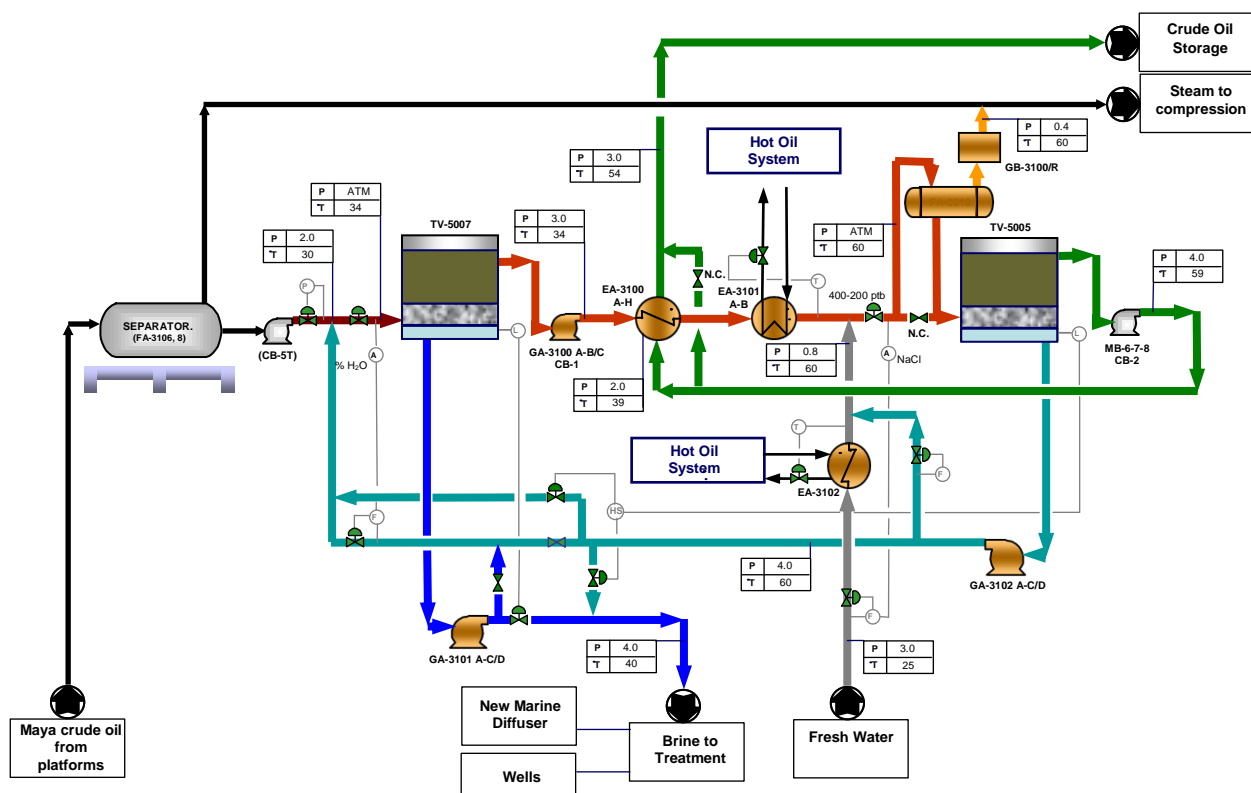 Crude Oil
Storage
Steam to
compression
P 0.4
°T 60
GB-3100/R
Hot Oil
System
P 3.0
°T 54
P ATM
°T 34
TV-5007
P 3.0
°T 34
P ATM
°T 60
TV-5005
P 2.0
°T 30
P 4.0
°T 59
N.C.
EA-3100
A-H
EA-3101
A-B
P
T
400-200 ptb
SEPARATOR.
(FA-3106, 8)
(CB-5T)
L
GA-3100 A-B/C
CB-1
N.C.
L
MB-6-7-8
CB-2
A
% H2O
A
NaCl
P 0.8
°T 60
P 2.0
°T 39
T
Hot Oil
System
EA-3102
F
F
HS
P 4.0
°T 60
GA-3102 A-C/D
F
GA-3101 A-C/D
P 4.0
°T 40
P 3.0
°T 25
Maya crude oil
from
platforms
New Marine
Diffuser
Wells
Brine to
Treatment
Fresh Water